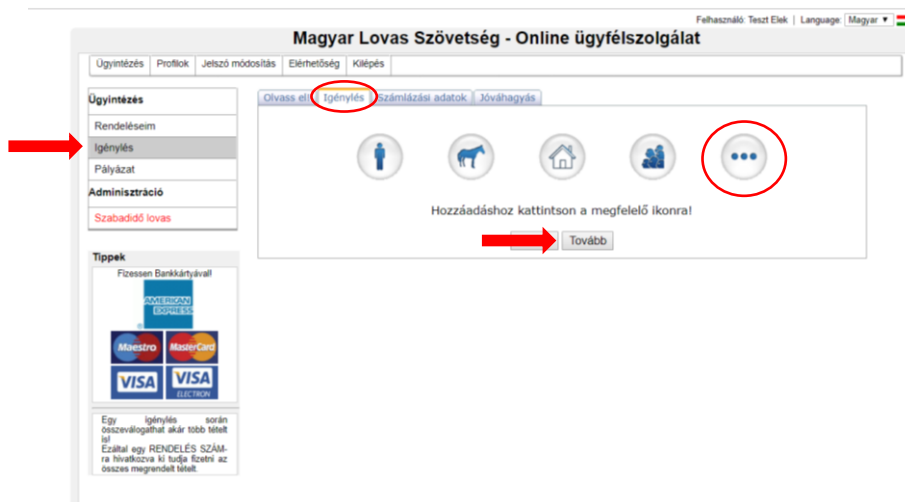 Felhasználó: Teszt Elek | Language: Magyar ▼
Magyar Lovas Szövetség - Online ügyfélszolgálat
Ügyintézés Profilok Jelszó módosítás Elérhetőség Kilépés
Ügyintézés
Rendeléseim
Igénylés
Pályázat
Adminisztráció
Szabadidő lovas
Tippek
Fizessen Bankkártyával!
AMERICAN
EXPRESS
Maestro MasterCard
VISA VISA
ELECTRON
Egy igénylés során
összeválogathat akár több tételt
is!
Ezáltal egy RENDELÉS SZÁM-
ra hivatkozva ki tudja fizetni az
összes megrendelt tételt.
Olvass el! Igénylés Számlázási adatok Jóváhagyás
Hozzáadáshoz kattintson a megfelelő ikonra!
Tovább